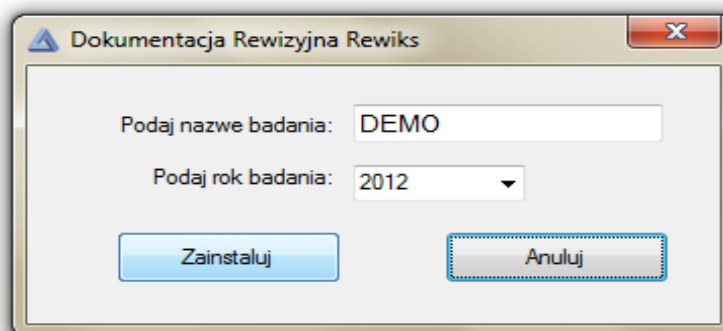 Dokumentacja Rewizyjna Rewiks
Podaj nazwe badania: DEMO
Podaj rok badania: 2012
Zainstaluj Anuluj